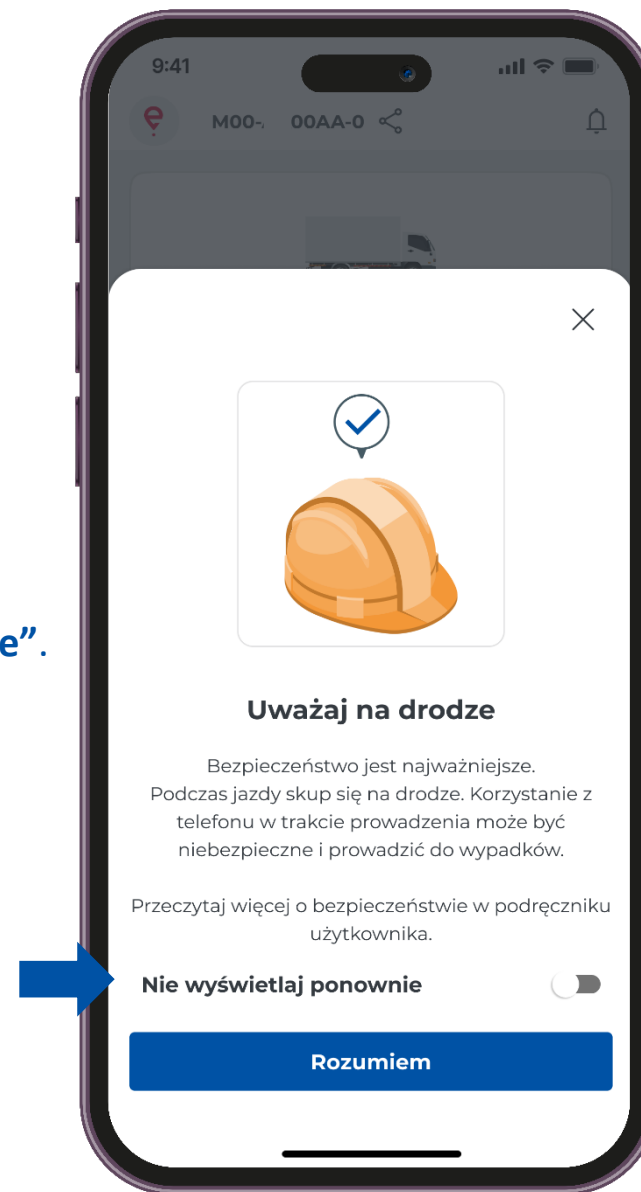 9:41
M00- 00AA-0
e”.
Uważaj na drodze
Bezpieczeństwo jest najważniejsze.
Podczas jazdy skup się na drodze. Korzystanie z
telefonu w trakcie prowadzenia może być
niebezpieczne i prowadzić do wypadków.
Przeczytaj więcej o bezpieczeństwie w podręczniku
użytkownika.
Nie wyświetlaj ponownie
Rozumiem